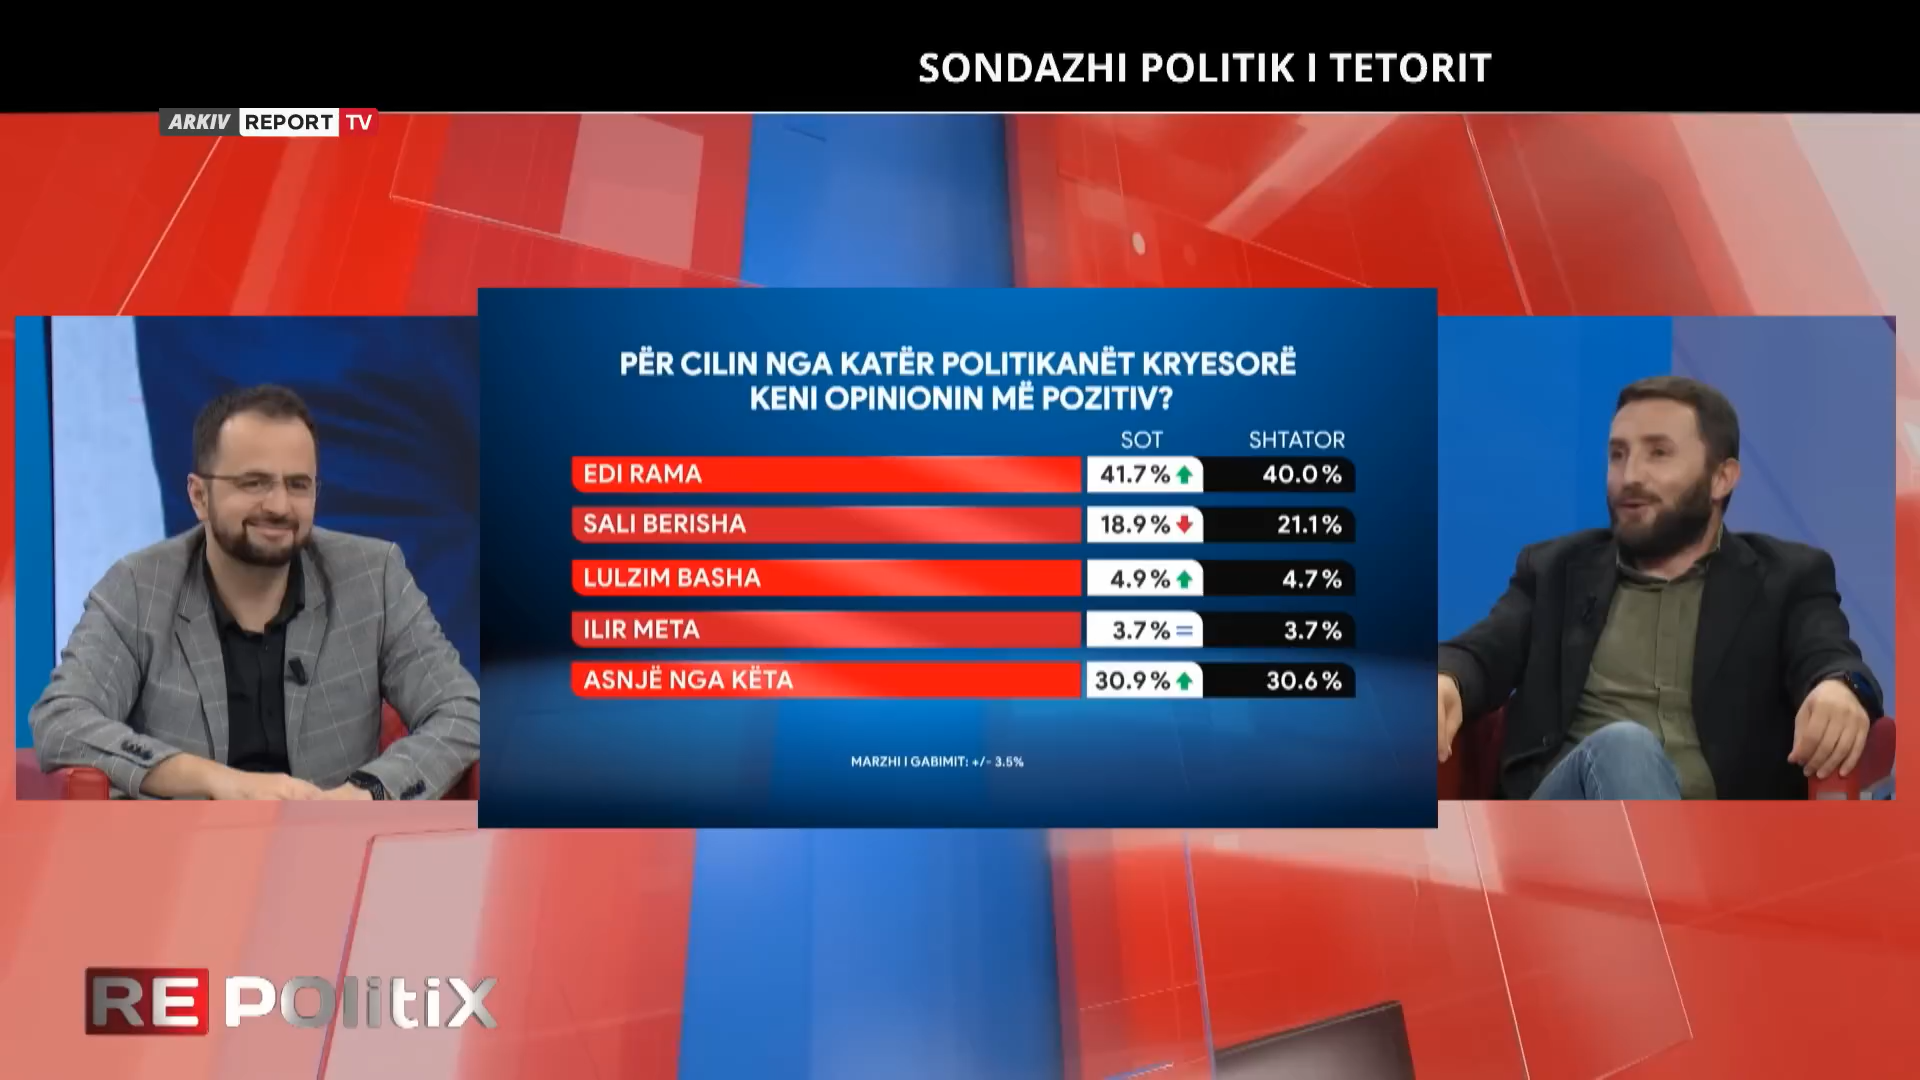 SONDAZHI POLITIK I TETORIT
ARKIV REPORT TV
PËR CILIN NGA KATËR POLITIKANËT KRYESORË
KENI OPINIONIN MË POZITIV?
SOT SHTATOR
EDI RAMA 41.7% 40.0%
SALI BERISHA 18.9% 21.1%
LULZIM BASHA 4.9% 4.7%
ILIR META 3.7% = 3.7%
ASNJË NGA KËTA 30.9% 30.6%
MARZHI I GABIMIT: +/- 3.5%
RE POlitiX